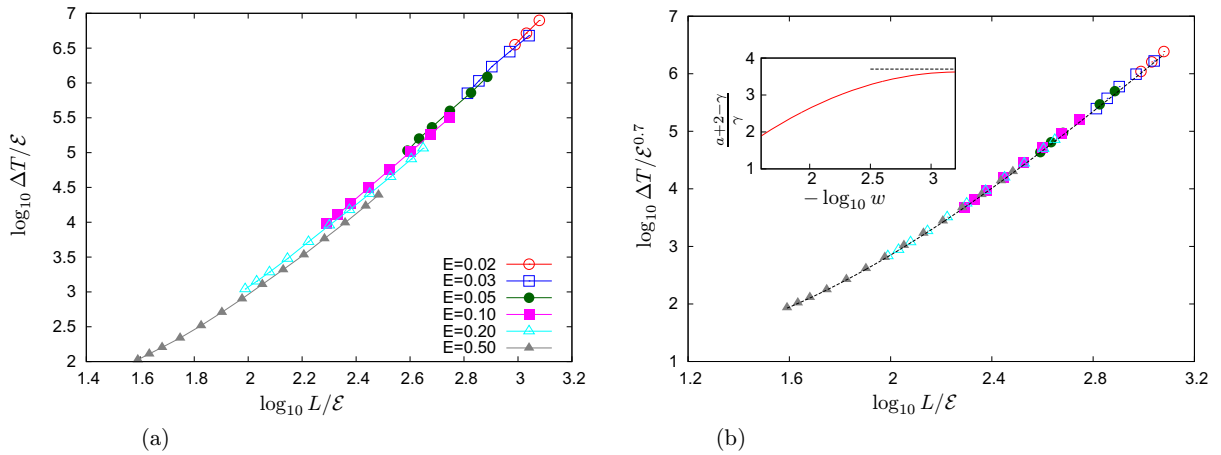 7
6.5
6
5.5
5
4.5
4
3.5
3
2.5
2
log₁₀ ΔT/ℰ
E=0.02
E=0.03
E=0.05
E=0.10
E=0.20
E=0.50
1.4 1.6 1.8 2 2.2 2.4 2.6 2.8 3 3.2
log₁₀ L/ℰ
(a)
7
6
5
4
3
2
1
log₁₀ ΔT/ℰ^0.7
4
3
2
1
(a+2−γ)/γ
2 2.5 3
− log₁₀ w
1.2 1.6 2 2.4 2.8 3.2
log₁₀ L/ℰ
(b)